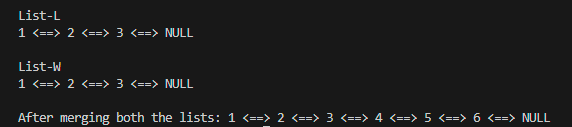 List-L
1 <==> 2 <==> 3 <==> NULL
List-W
1 <==> 2 <==> 3 <==> NULL
After merging both the lists: 1 <==> 2 <==> 3 <==> 4 <==> 5 <==> 6 <==> NULL